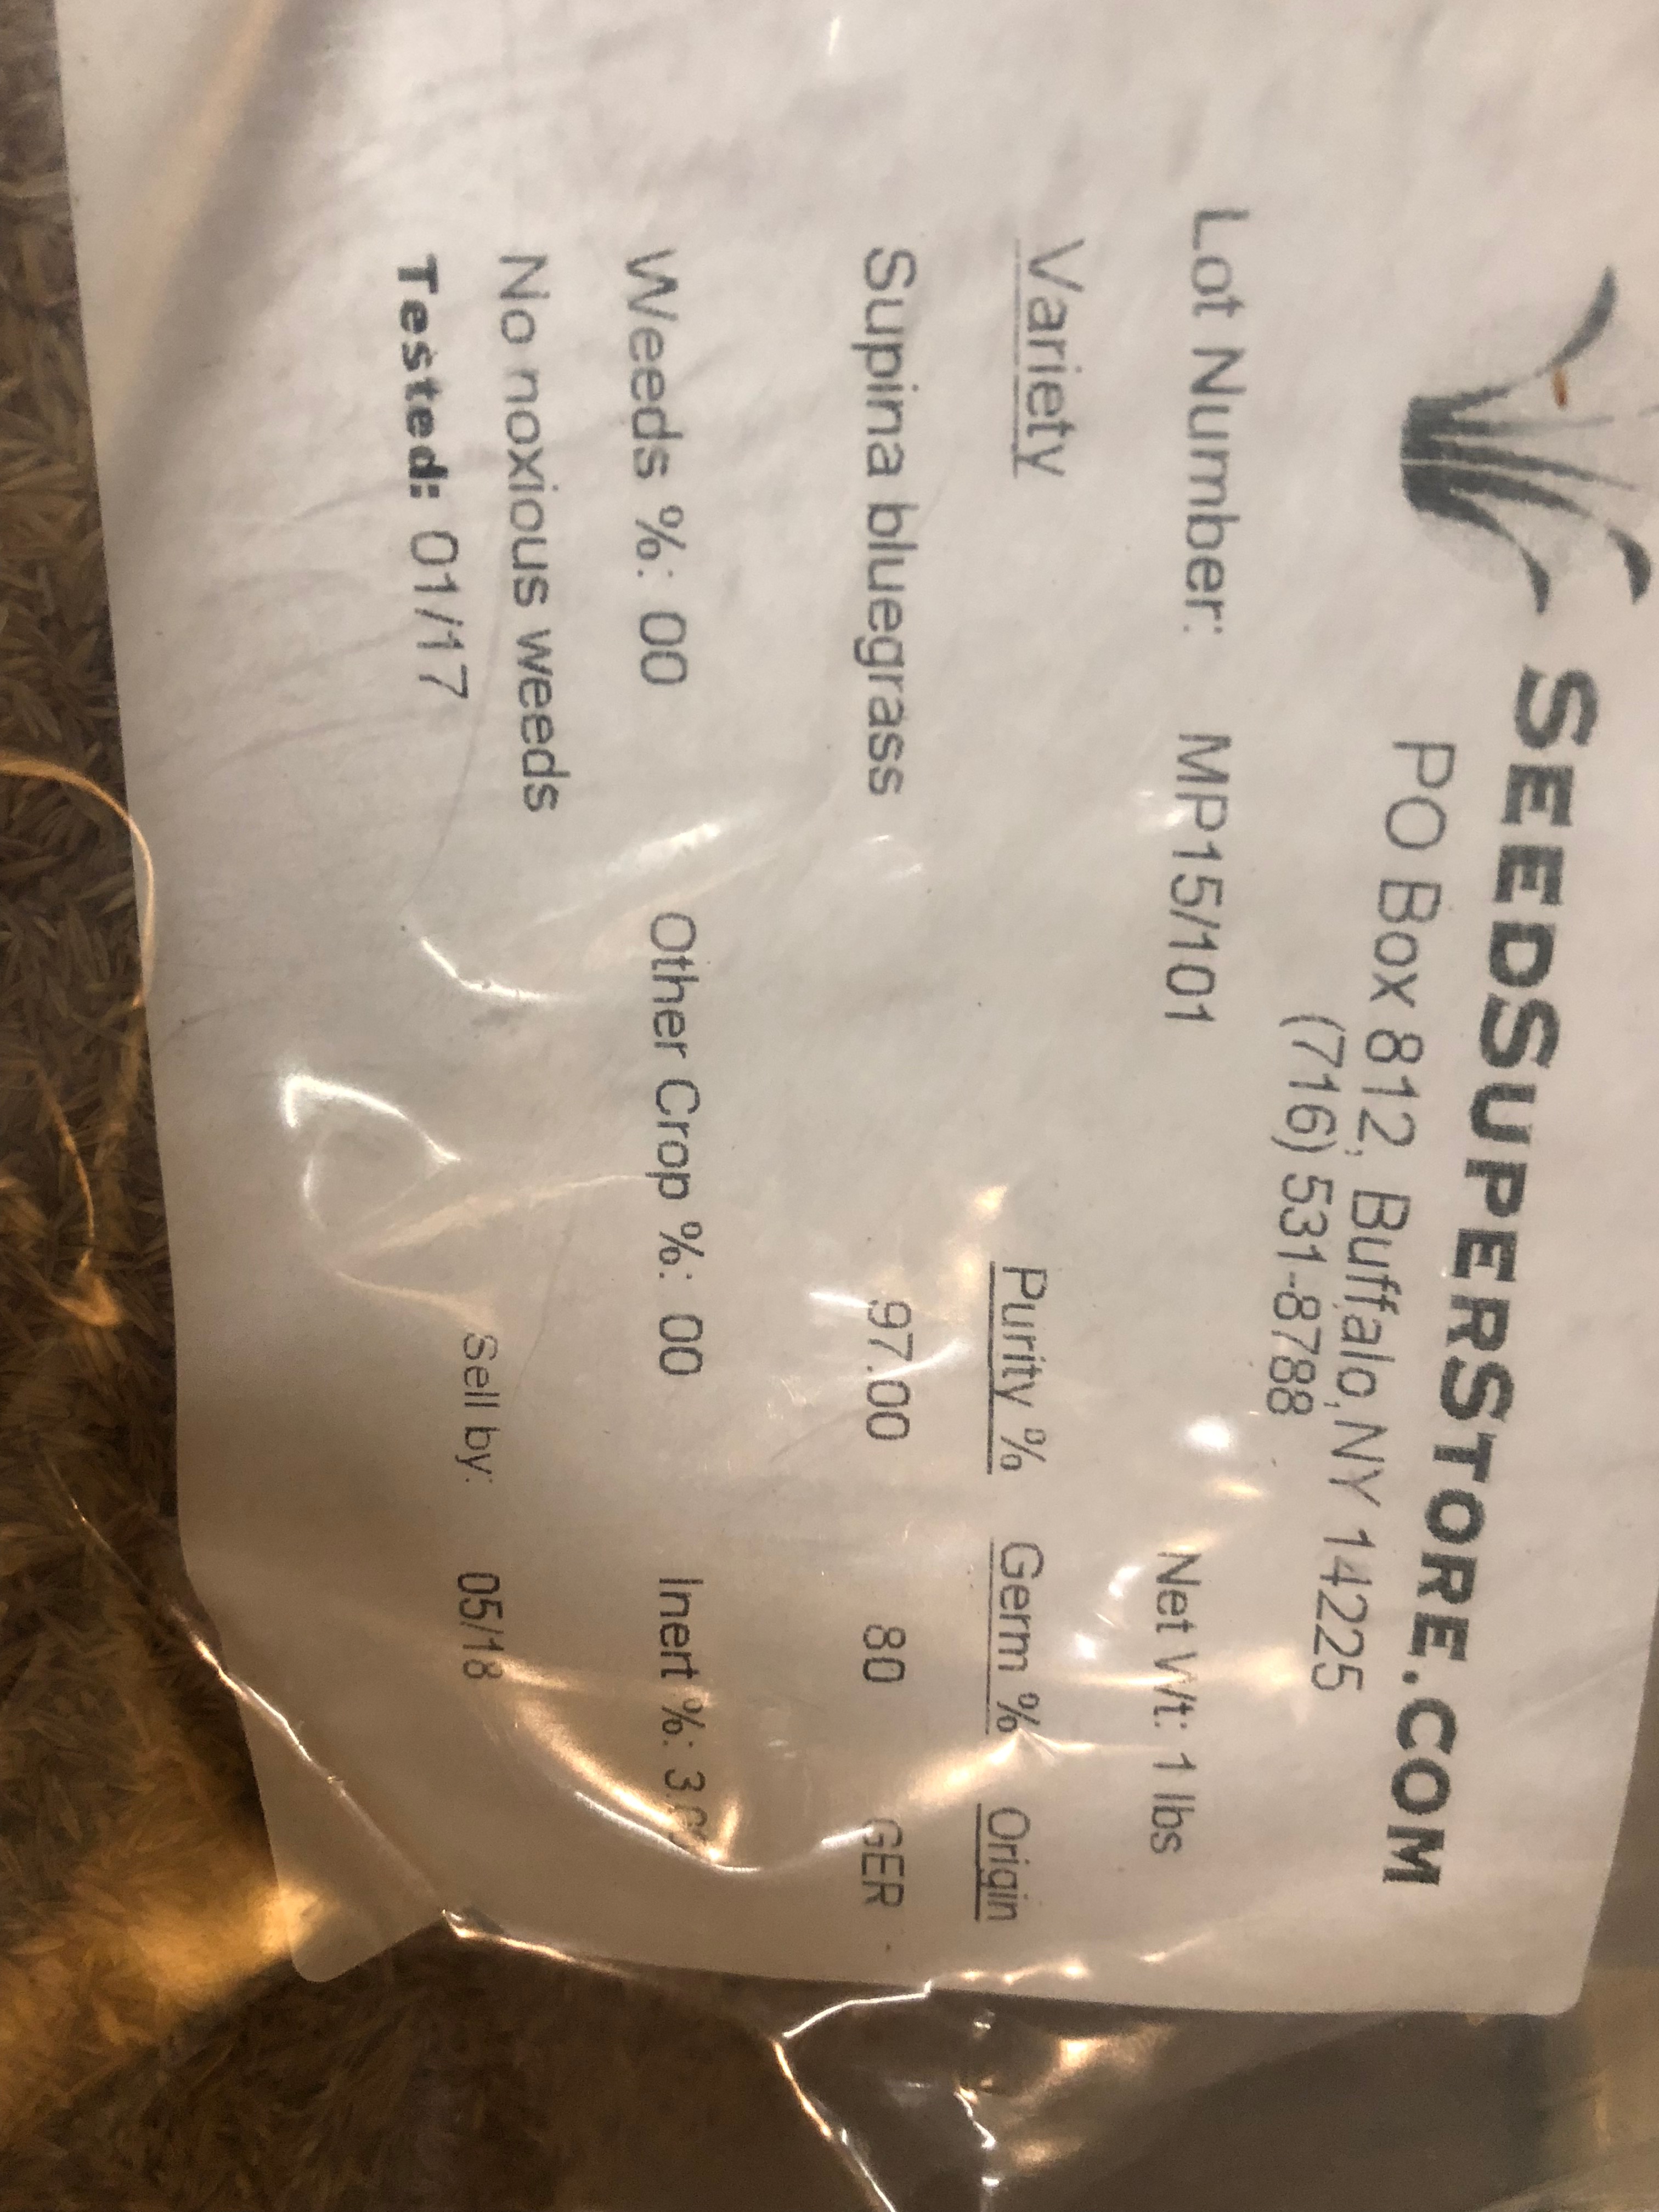 SEEDSUPERSTORE.COM
PO Box 812, Buffalo, NY 14225
(716) 531-8788
Lot Number: MP15/101 Net Wt: 1 lbs
Variety Purity % Germ % Origin
Supina bluegrass 97.00 80 GER
Weeds %: 00 Other Crop %: 00 Inert %:
No noxious weeds
Tested: 01/17 Sell by: 05/18